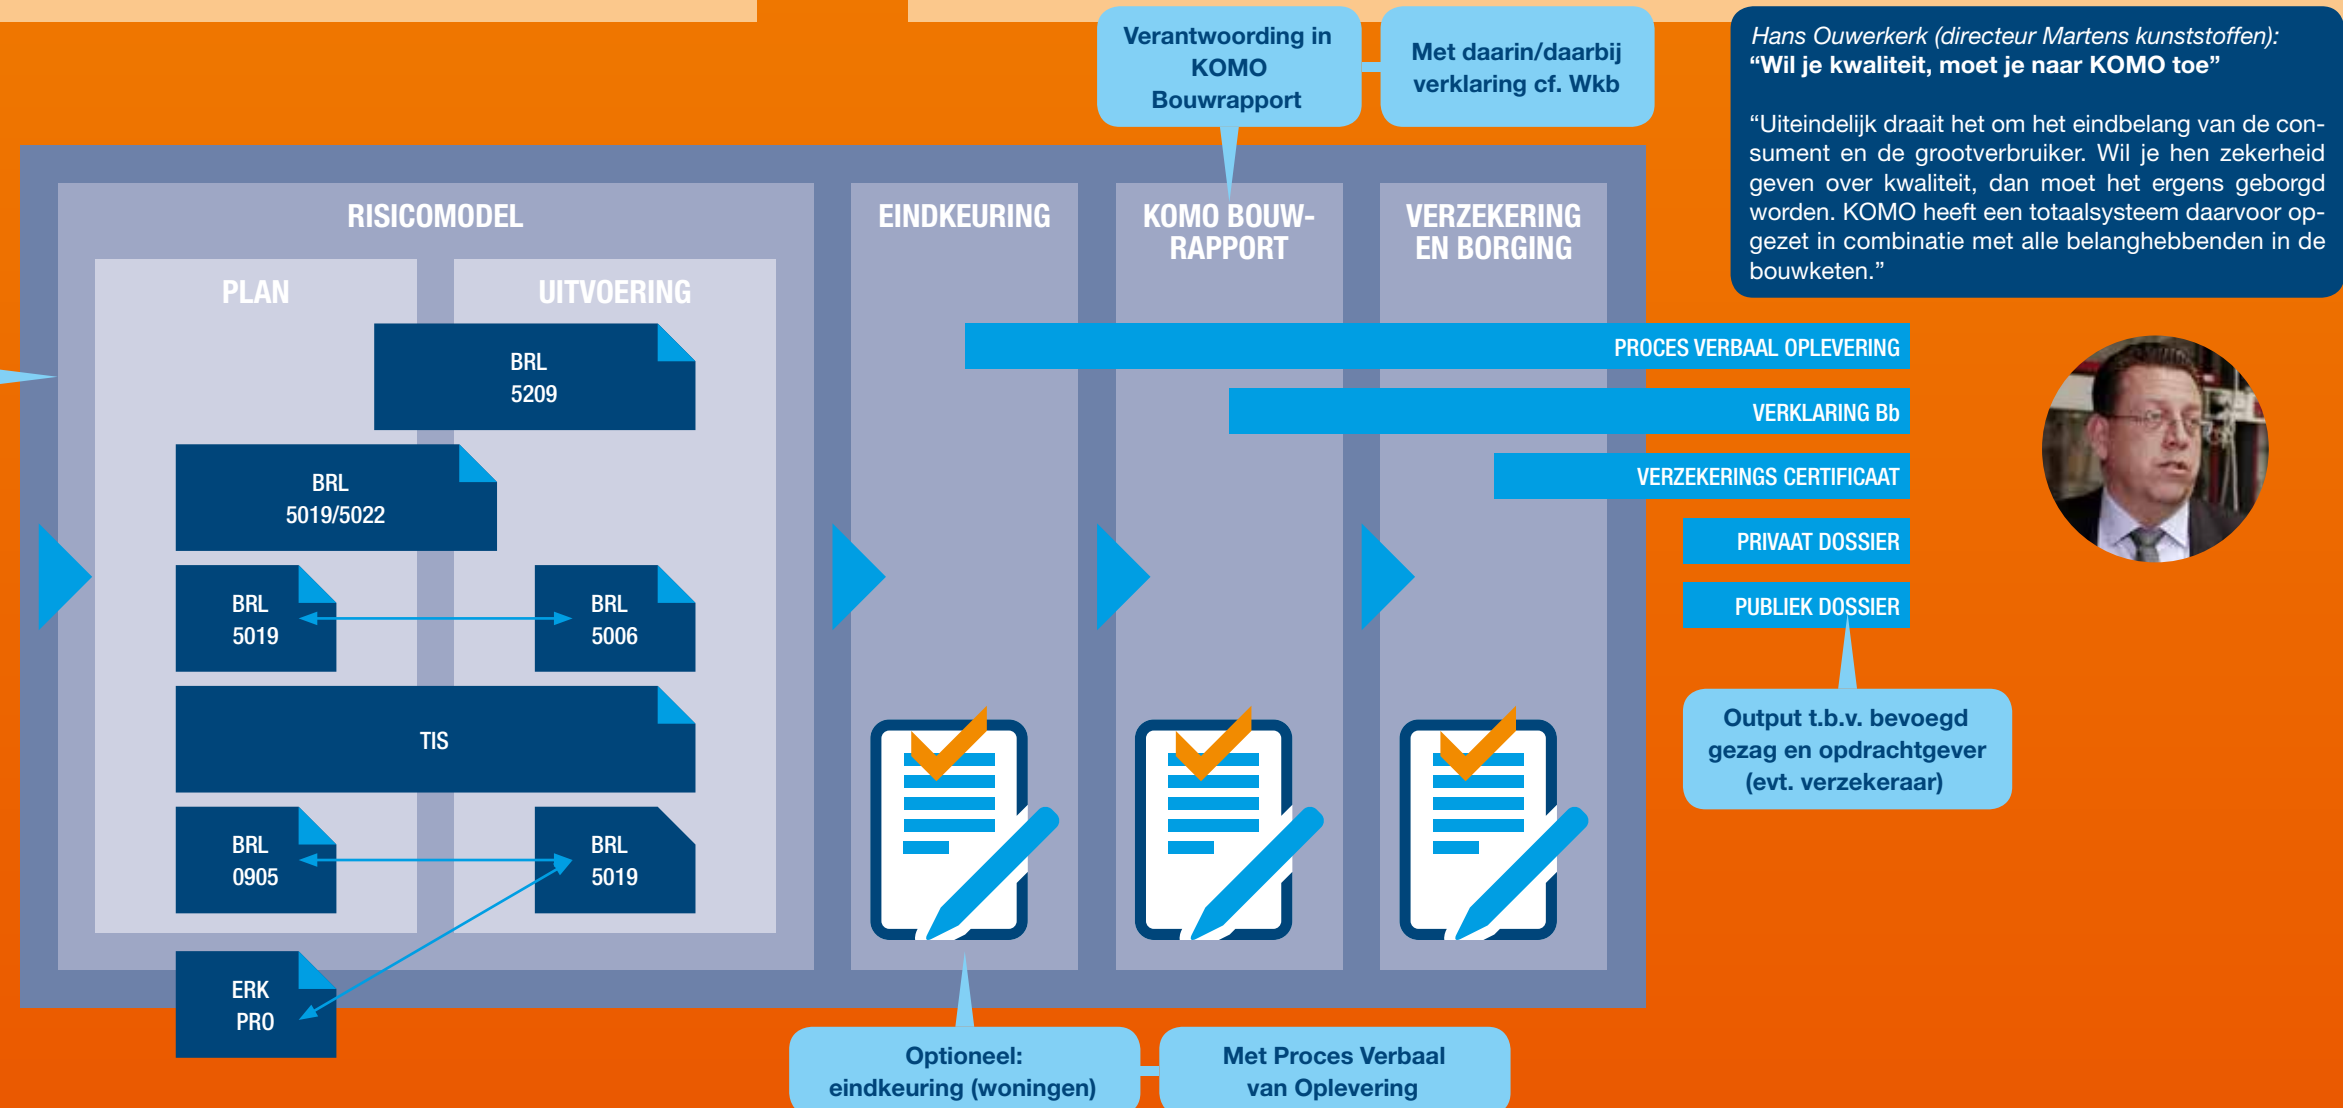 Verantwoording in
KOMO
Bouwrapport
Met daarin/daarbij
verklaring cf. Wkb
Hans Ouwerkerk (directeur Martens kunststoffen):
“Wil je kwaliteit, moet je naar KOMO toe”
“Uiteindelijk draait het om het eindbelang van de con-
sument en de grootverbruiker. Wil je hen zekerheid
geven over kwaliteit, dan moet het ergens geborgd
worden. KOMO heeft een totaalsysteem daarvoor op-
gezet in combinatie met alle belanghebbenden in de
bouwketen.”
RISICOMODEL
PLAN
UITVOERING
BRL
5209
BRL
5019/5022
BRL
5019
BRL
5006
TIS
BRL
0905
BRL
5019
ERK
PRO
EINDKEURING
KOMO BOUW-
RAPPORT
VERZEKERING
EN BORGING
PROCES VERBAAL OPLEVERING
VERKLARING Bb
VERZEKERINGS CERTIFICAAT
PRIVAAT DOSSIER
PUBLIEK DOSSIER
Output t.b.v. bevoegd
gezag en opdrachtgever
(evt. verzekeraar)
Optioneel:
eindkeuring (woningen)
Met Proces Verbaal
van Oplevering